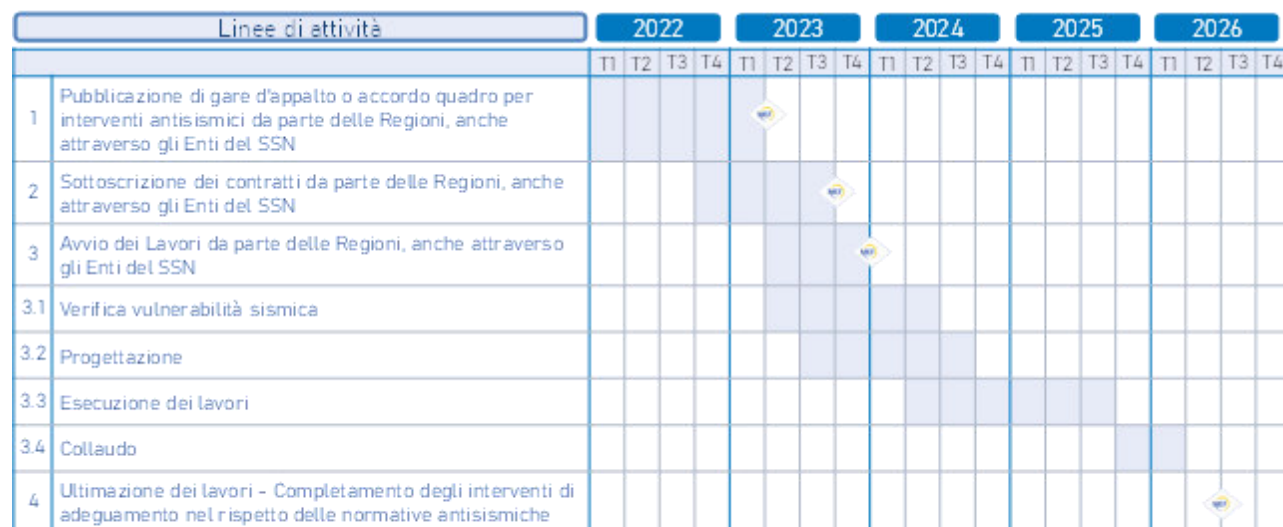 Linee di attività 2022 2023 2024 2025 2026
T1 T2 T3 T4 T1 T2 T3 T4 T1 T2 T3 T4 T1 T2 T3 T4 T1 T2 T3 T4
1 Pubblicazione di gare d'appalto o accordo quadro per
interventi antisismici da parte delle Regioni, anche
attraverso gli Enti del SSN
2 Sottoscrizione dei contratti da parte delle Regioni, anche
attraverso gli Enti del SSN
3 Avvio dei Lavori da parte delle Regioni, anche attraverso
gli Enti del SSN
3.1 Verifica vulnerabilità sismica
3.2 Progettazione
3.3 Esecuzione dei lavori
3.4 Collaudo
4 Ultimazione dei lavori - Completamento degli interventi di
adeguamento nel rispetto delle normative antisismiche